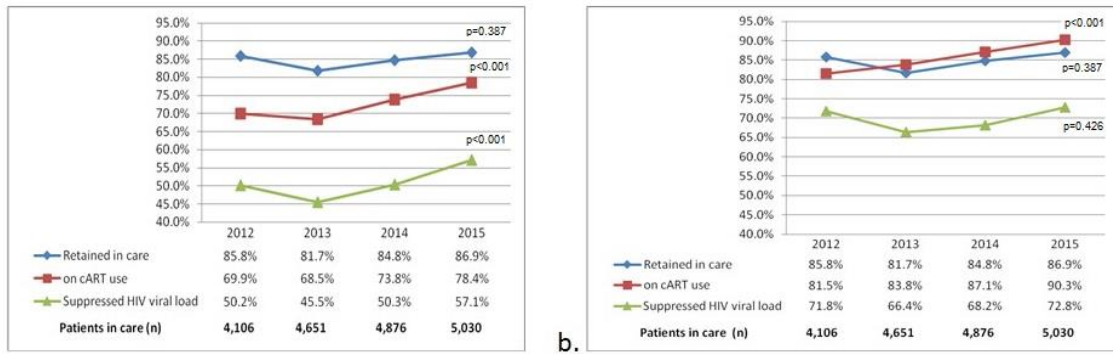 95.0%
90.0%
85.0%
80.0%
75.0%
70.0%
65.0%
60.0%
55.0%
50.0%
45.0%
40.0%
p=0.387
p<0.001
p<0.001
2012 2013 2014 2015
Retained in care 85.8% 81.7% 84.8% 86.9%
on cART use 69.9% 68.5% 73.8% 78.4%
Suppressed HIV viral load 50.2% 45.5% 50.3% 57.1%
Patients in care (n) 4,106 4,651 4,876 5,030
b.
95.0%
90.0%
85.0%
80.0%
75.0%
70.0%
65.0%
60.0%
55.0%
50.0%
45.0%
40.0%
p<0.001
p=0.387
p=0.426
2012 2013 2014 2015
Retained in care 85.8% 81.7% 84.8% 86.9%
on cART use 81.5% 83.8% 87.1% 90.3%
Suppressed HIV viral load 71.8% 66.4% 68.2% 72.8%
Patients in care (n) 4,106 4,651 4,876 5,030